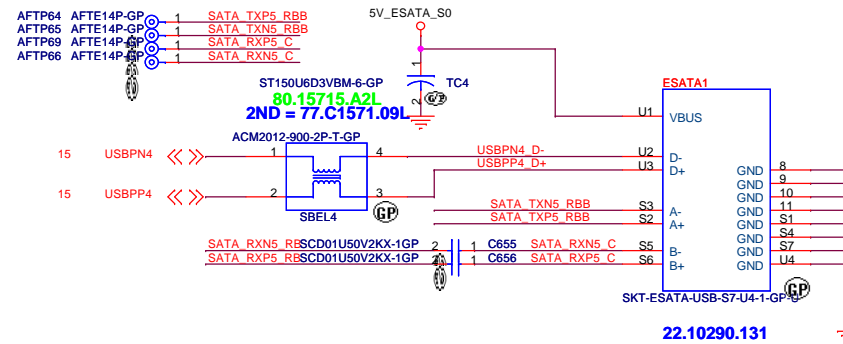 AFTP64 AFTE14P-GP 1 SATA_TXP5_RBB
AFTP65 AFTE14P-GP 1 SATA_TXN5_RBB
AFTP69 AFTE14P-GP 1 SATA_RXP5_C
AFTP66 AFTE14P-GP 1 SATA_RXN5_C
5V_ESATA_S0
1
ST150U6D3VBM-6-GP TC4
80.15715.A2L 2
2ND = 77.C1571.09L
ESATA1
U1 VBUS
ACM2012-900-2P-T-GP
15 USBPN4 1 4 USBPN4_D- U2 D-
15 USBPP4 2 3 USBPP4_D+ U3 D+
SBEL4 GP
SATA_TXN5_RBB S3 A-
SATA_TXP5_RBB S2 A+
SATA_RXN5_RB SCD01U50V2KX-1GP 2 1 C655 SATA_RXN5_C S5 B-
SATA_RXP5_RB SCD01U50V2KX-1GP 2 1 C656 SATA_RXP5_C S6 B+
GND 8
GND 9
GND 10
GND 11
GND S1
GND S4
GND S7
GND U4
GP
SKT-ESATA-USB-S7-U4-1-GP-U
22.10290.131